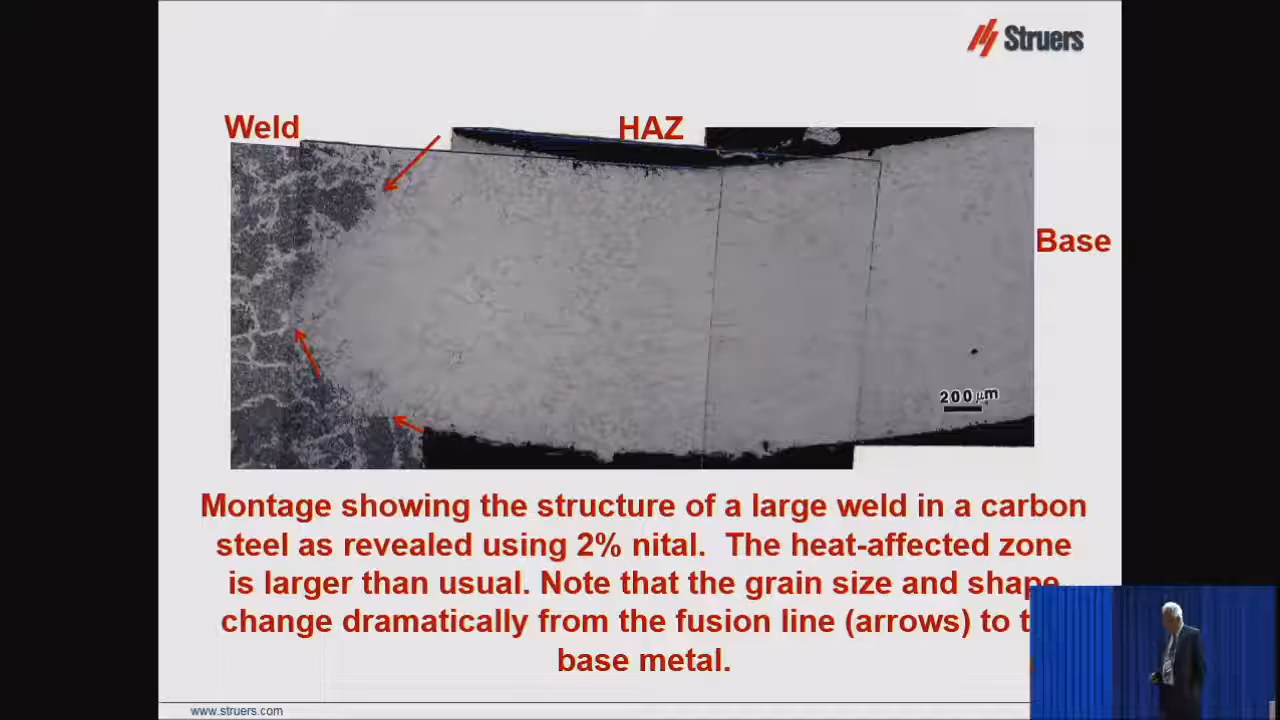 Struers
Weld
HAZ
Base
200 μm
Montage showing the structure of a large weld in a carbon
steel as revealed using 2% nital. The heat-affected zone
is larger than usual. Note that the grain size and shape
change dramatically from the fusion line (arrows) to
base metal.
www.struers.com